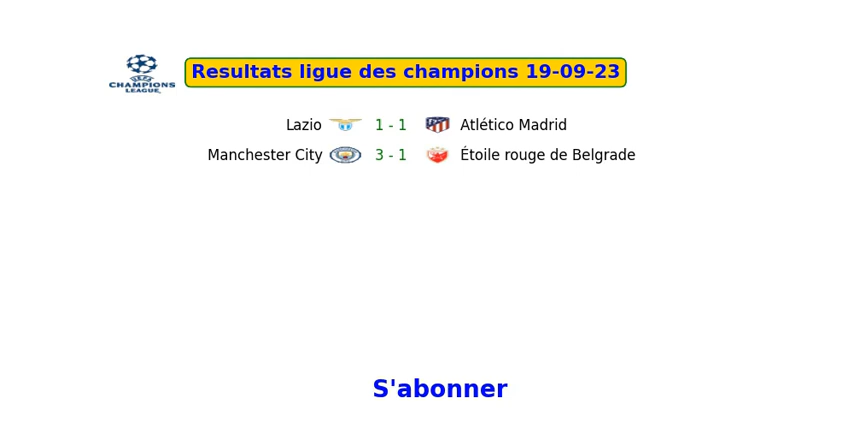 UEFA
CHAMPIONS
LEAGUE
Resultats ligue des champions 19-09-23
Lazio 1 - 1 Atlético Madrid
Manchester City 3 - 1 Étoile rouge de Belgrade
S'abonner